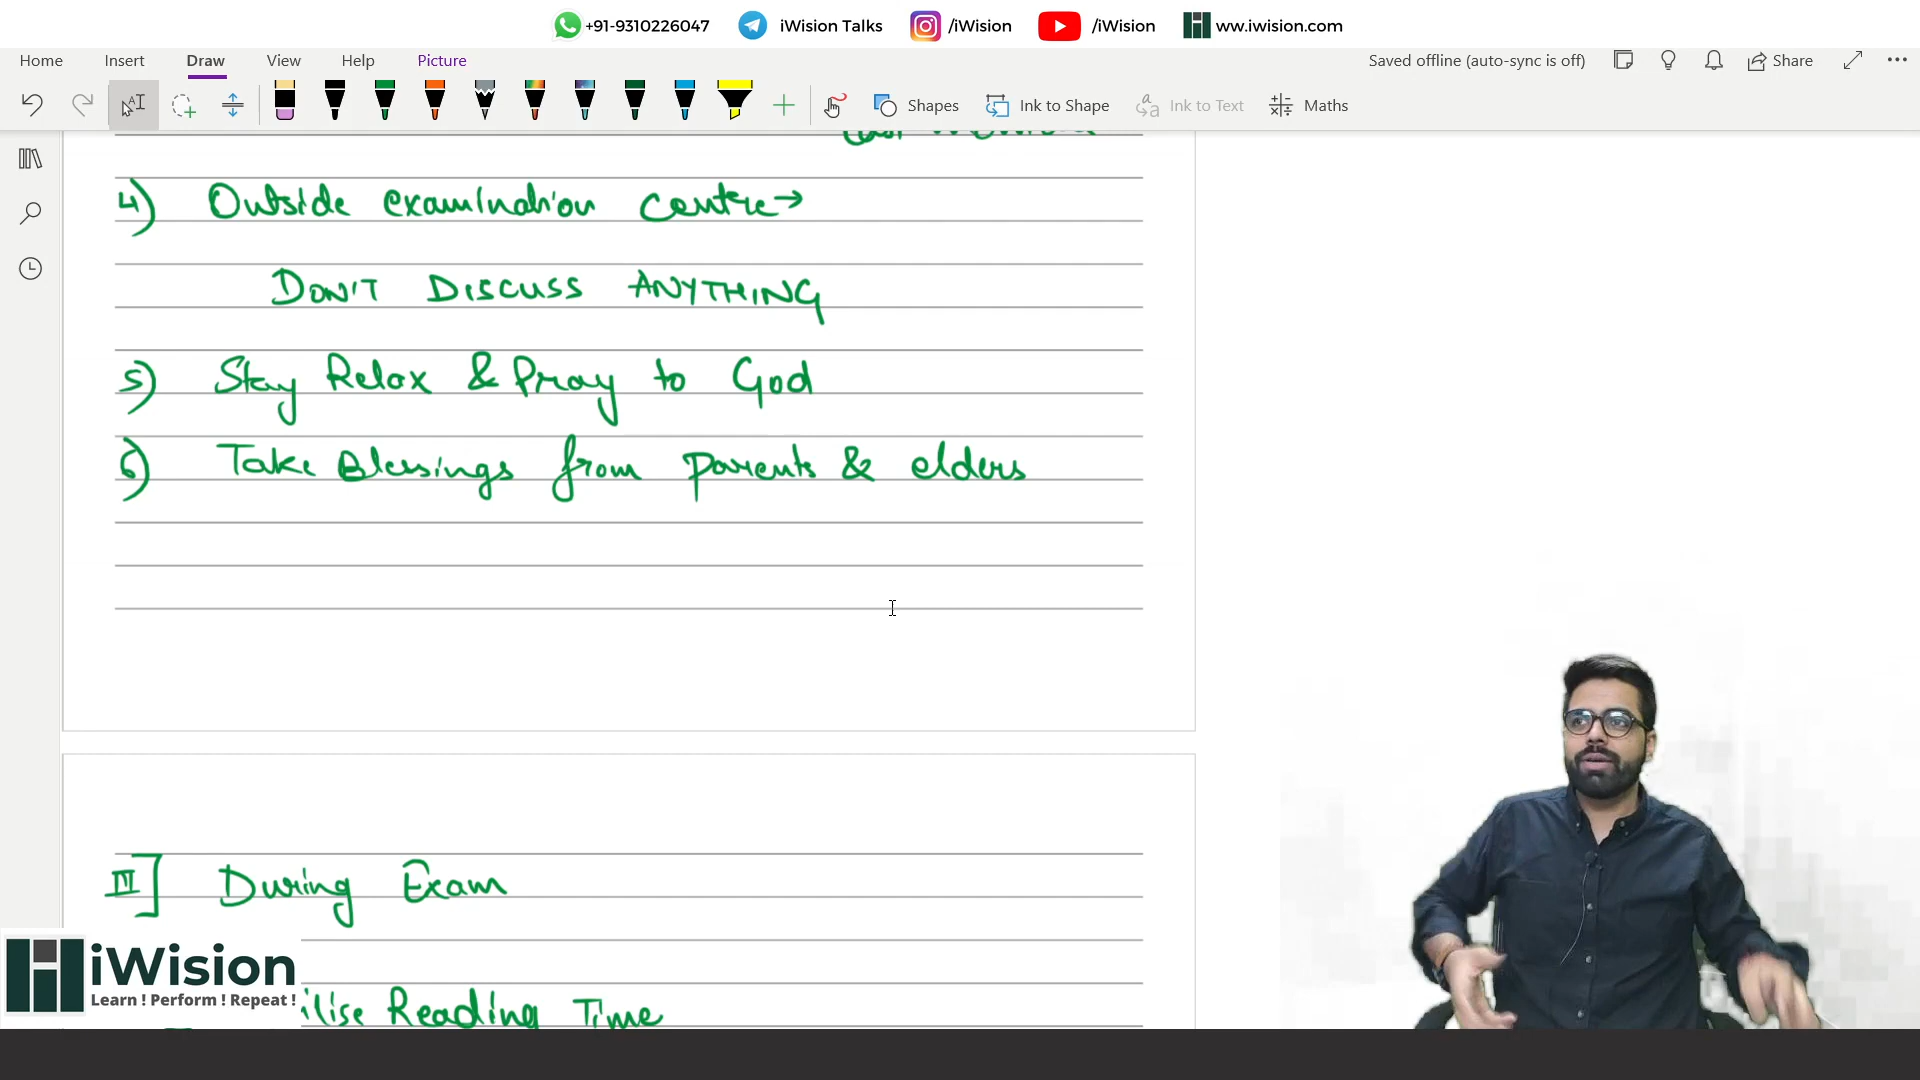 +91-9310226047 iWision Talks /iWision /iWision ww.iwision.com
Home Insert Draw View Help Picture Saved offline (auto-sync is off) Share
Shapes Ink to Shape Ink to Text Maths
4) Outside examination centre→
DON'T DISCUSS ANYTHING
5) Stay Relax & Pray to God
6) Take Blessings from parents & elders
III] During Exam
iWision
Learn ! Perform ! Repeat !
ilise Reading Time